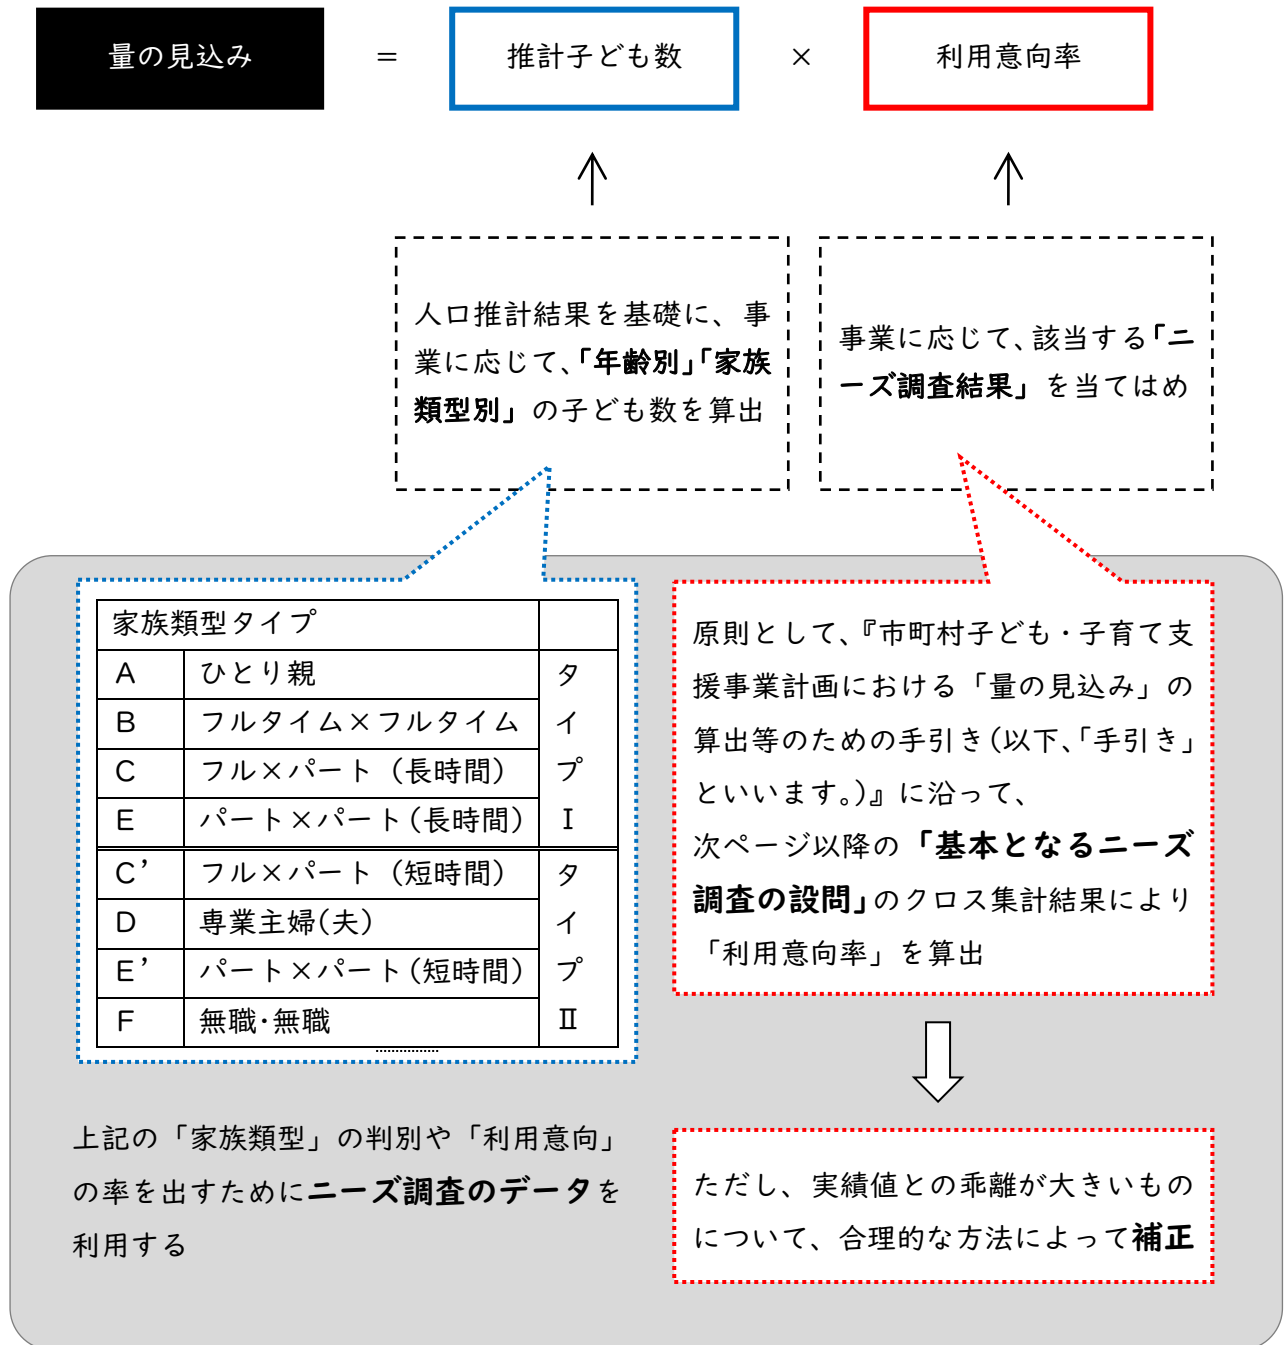 量の見込み ＝ 推計子ども数 × 利用意向率
人口推計結果を基礎に、事
業に応じて、「年齢別」「家族
類型別」の子ども数を算出
事業に応じて、該当する「ニ
ーズ調査結果」を当てはめ
家族類型タイプ
A ひとり親
B フルタイム×フルタイム
C フル×パート（長時間）
E パート×パート（長時間）
タイプⅠ
C’ フル×パート（短時間）
D 専業主婦(夫)
E’ パート×パート（短時間）
F 無職・無職
タイプⅡ
原則として、『市町村子ども・子育て支
援事業計画における「量の見込み」の
算出等のための手引き（以下、「手引き」
といいます。）』に沿って、
次ページ以降の「基本となるニーズ
調査の設問」のクロス集計結果により
「利用意向率」を算出
上記の「家族類型」の判別や「利用意向」
の率を出すためにニーズ調査のデータを
利用する
ただし、実績値との乖離が大きいもの
について、合理的な方法によって補正